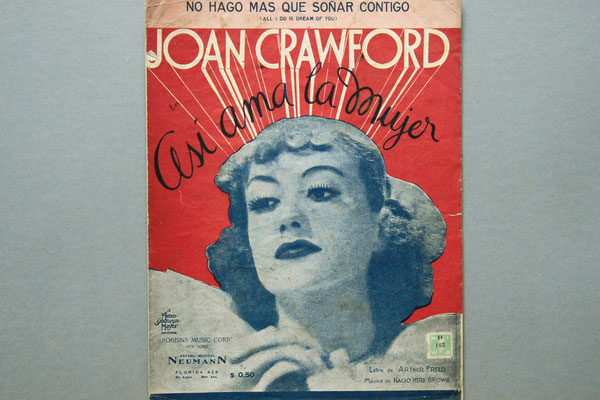 NO HAGO MAS QUE SOÑAR CONTIGO
(ALL I DO IS DREAM OF YOU)
JOAN CRAWFORD
Así ama la mujer
A
Metro-
Goldwyn-
Mayer
ROBBINS MUSIC CORP.
NEW YORK
NEUMANN
FLORIDA 428
$ 0.50
H
Letra de ARTHUR FREED
Música de NACIO HERB BROWN